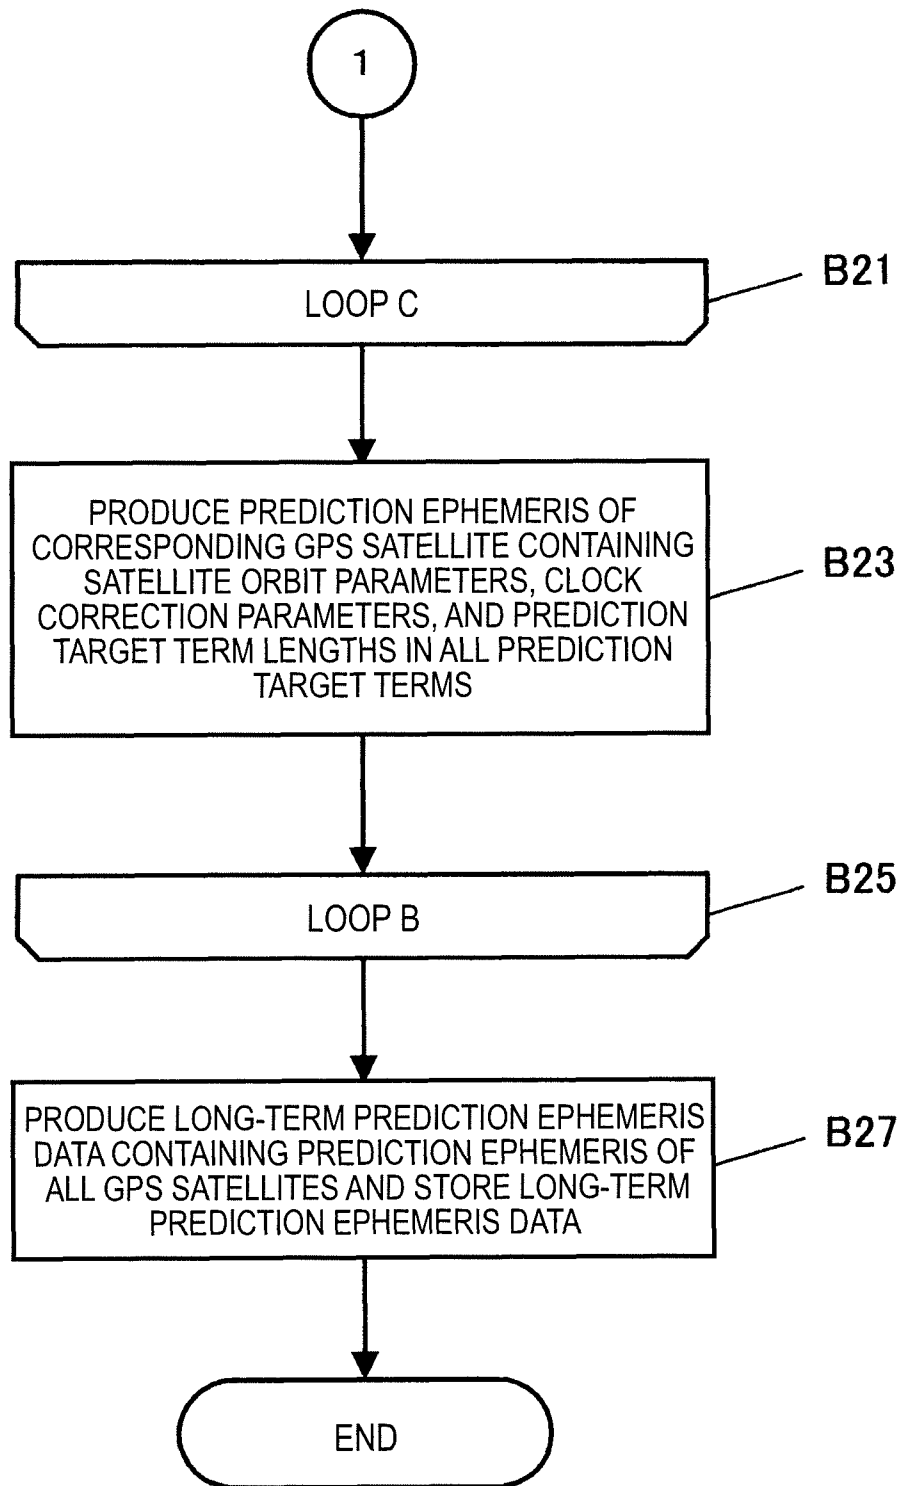 1
LOOP C
B21
PRODUCE PREDICTION EPHEMERIS OF
CORRESPONDING GPS SATELLITE CONTAINING
SATELLITE ORBIT PARAMETERS, CLOCK
CORRECTION PARAMETERS, AND PREDICTION
TARGET TERM LENGTHS IN ALL PREDICTION
TARGET TERMS
B23
LOOP B
B25
PRODUCE LONG-TERM PREDICTION EPHEMERIS
DATA CONTAINING PREDICTION EPHEMERIS OF
ALL GPS SATELLITES AND STORE LONG-TERM
PREDICTION EPHEMERIS DATA
B27
END